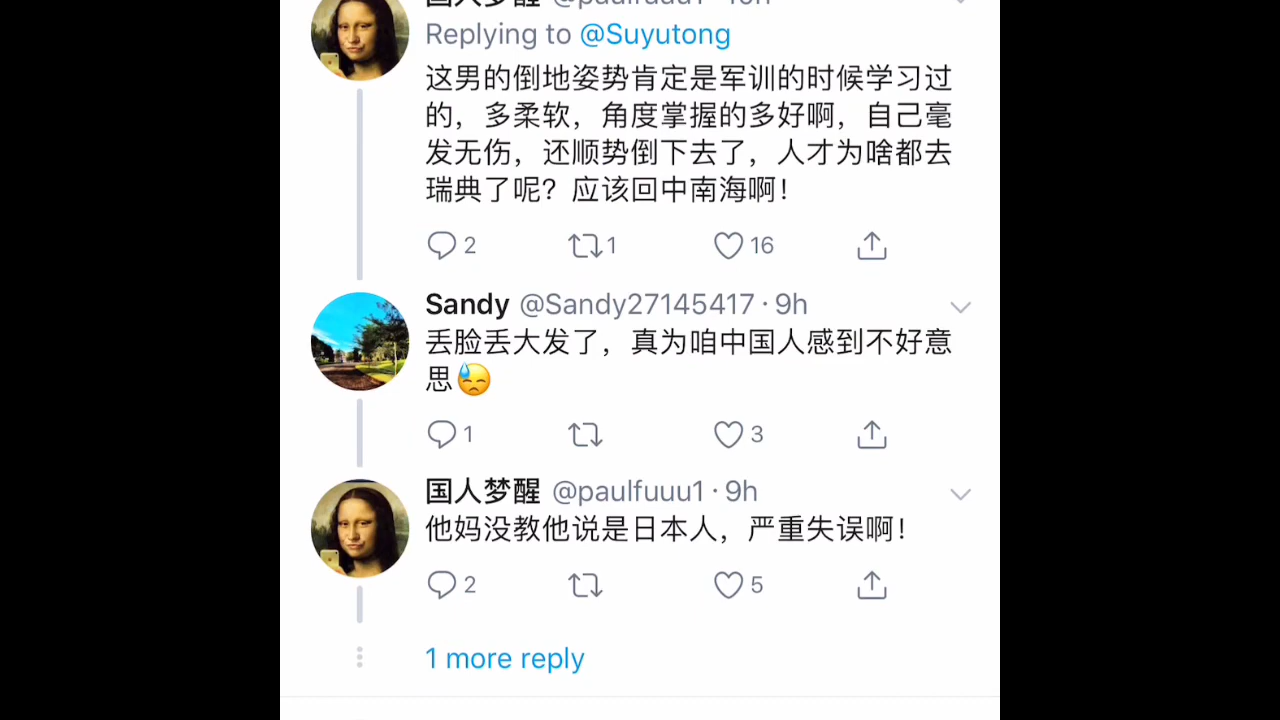 国人梦醒 @paulfuuu1 · 10h
Replying to @Suyutong
这男的倒地姿势肯定是军训的时候学习过
的，多柔软，角度掌握的多好啊，自己毫
发无伤，还顺势倒下去了，人才为啥都去
瑞典了呢？应该回中南海啊！
2 1 16
Sandy @Sandy27145417 · 9h
丢脸丢大发了，真为咱中国人感到不好意
思😓
1 3
国人梦醒 @paulfuuu1 · 9h
他妈没教他说是日本人，严重失误啊！
2 5
1 more reply